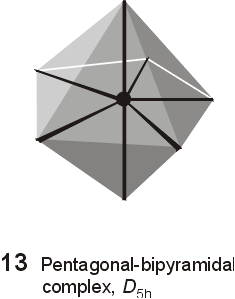 13 Pentagonal-bipyramidal
complex, D5h